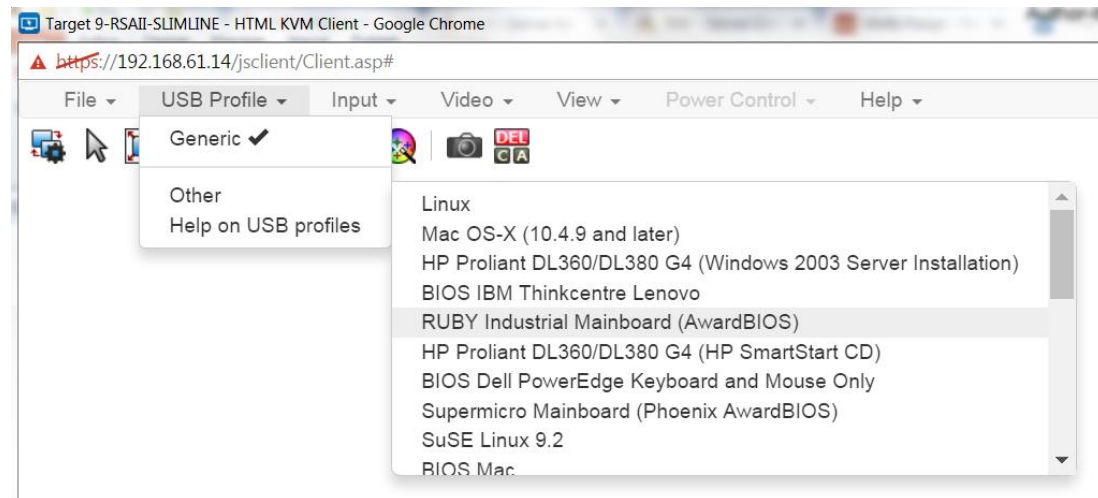 Target 9-RSAII-SLIMLINE - HTML KVM Client - Google Chrome
https://192.168.61.14/jsclient/Client.asp#
File USB Profile Input Video View Power Control Help
Generic ✔
DEL
C A
Other
Help on USB profiles
Linux
Mac OS-X (10.4.9 and later)
HP Proliant DL360/DL380 G4 (Windows 2003 Server Installation)
BIOS IBM Thinkcentre Lenovo
RUBY Industrial Mainboard (AwardBIOS)
HP Proliant DL360/DL380 G4 (HP SmartStart CD)
BIOS Dell PowerEdge Keyboard and Mouse Only
Supermicro Mainboard (Phoenix AwardBIOS)
SuSE Linux 9.2
BIOS Mac